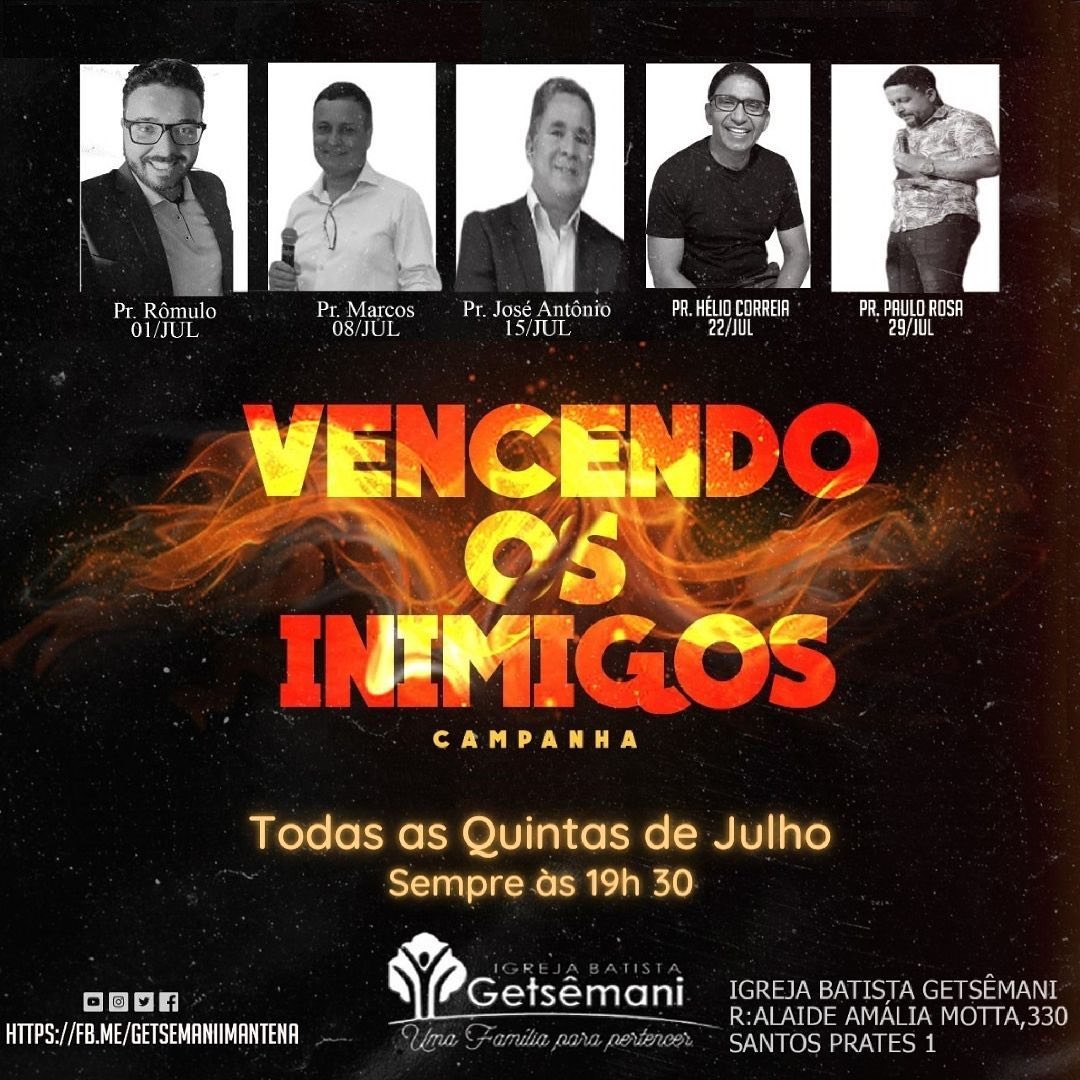 Pr. Rômulo
01/JUL
Pr. Marcos
08/JUL
Pr. José Antônio
15/JUL
PR. HÉLIO CORREIA
22/JUL
PR. PAULO ROSA
29/JUL
VENCENDO
OS
INIMIGOS
CAMPANHA
Todas as Quintas de Julho
Sempre às 19h 30
IGREJA BATISTA
Getsêmani
Uma Família para pertencer
HTTPS://FB.ME/GETSEMANIIMANTENA
IGREJA BATISTA GETSÊMANI
R:ALAIDE AMÁLIA MOTTA,330
SANTOS PRATES 1